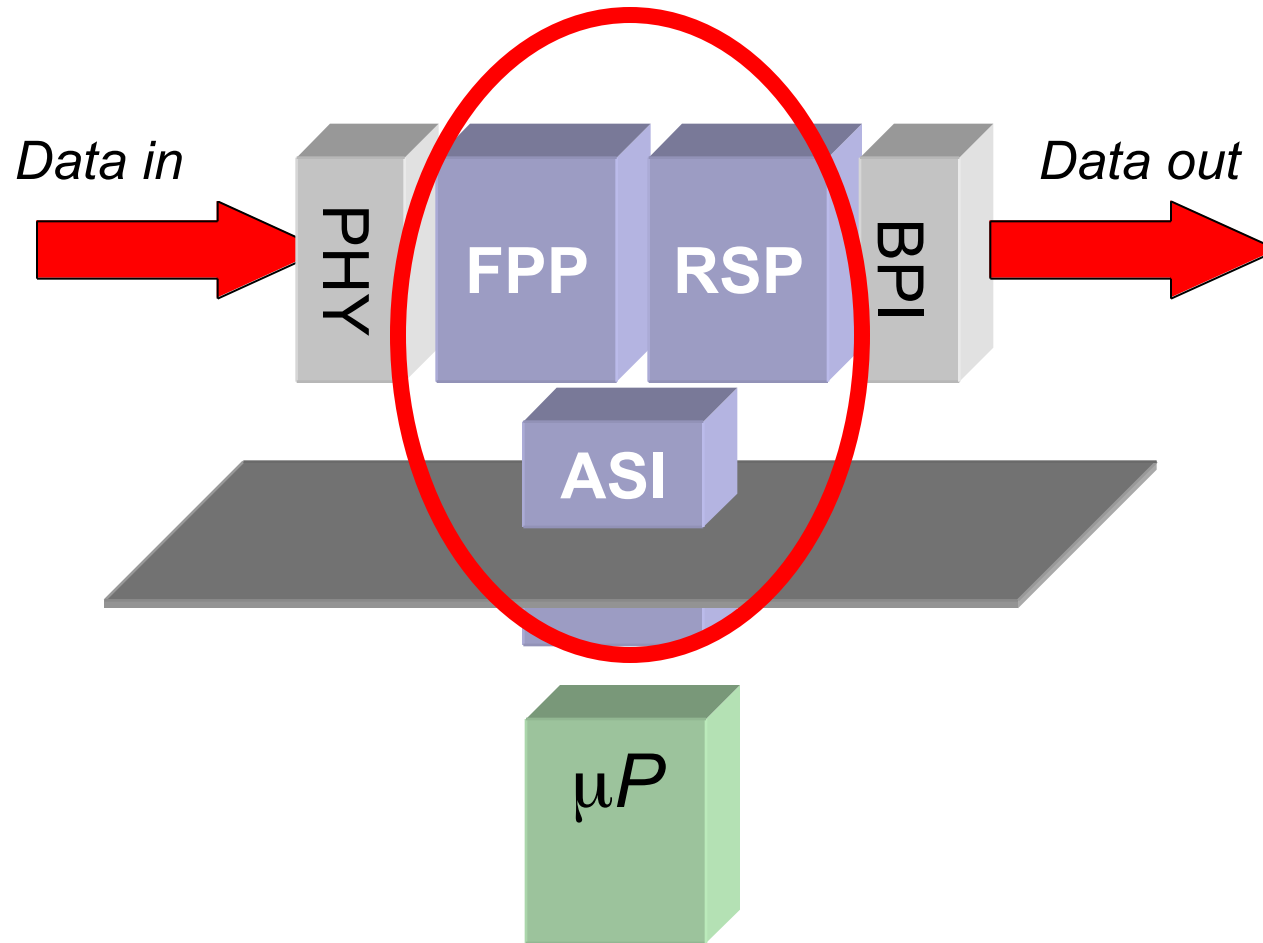 Data in
Data out
PHY
FPP
RSP
BPI
ASI
μP